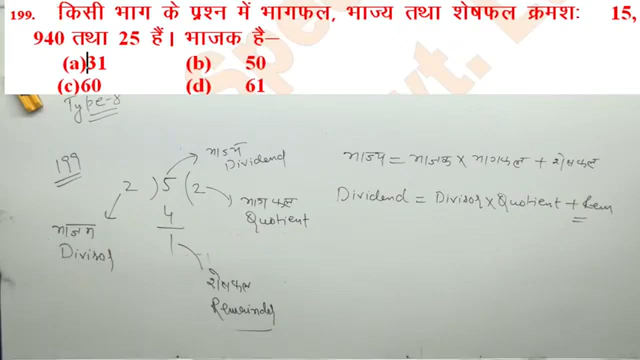 199. किसी भाग के प्रश्न में भागफल, भाज्य तथा शेषफल क्रमशः 15,
940 तथा 25 हैं। भाजक है–
(a) 31 (b) 50
(c) 60 (d) 61
Type-8
199
भाज्य
Dividend
2 ) 5 ( 2
4
1
भाजक
Divisor
भागफल
Quotient
शेषफल
Remainder
भाज्य = भाजक × भागफल + शेषफल
Dividend = Divisor × Quotient + Rem